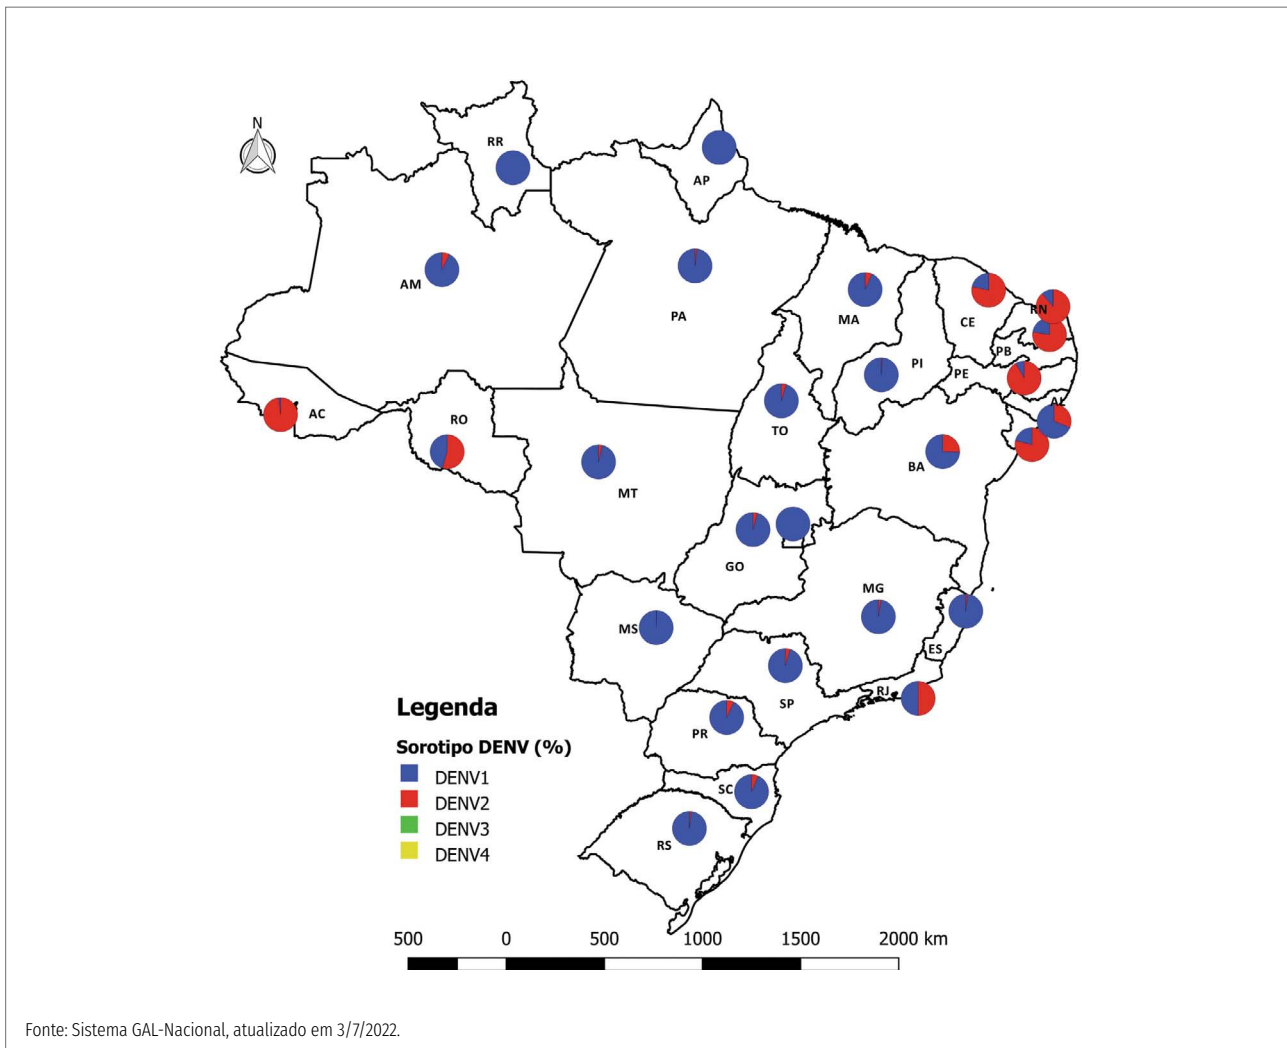 N
RR
AP
AM
PA
MA
CE
RN
PB
PI
PE
AL
AC
RO
TO
BA
MT
GO
MG
MS
ES
SP
RJ
PR
SC
RS
Legenda
Sorotipo DENV (%)
DENV1
DENV2
DENV3
DENV4
500 0 500 1000 1500 2000 km
Fonte: Sistema GAL-Nacional, atualizado em 3/7/2022.